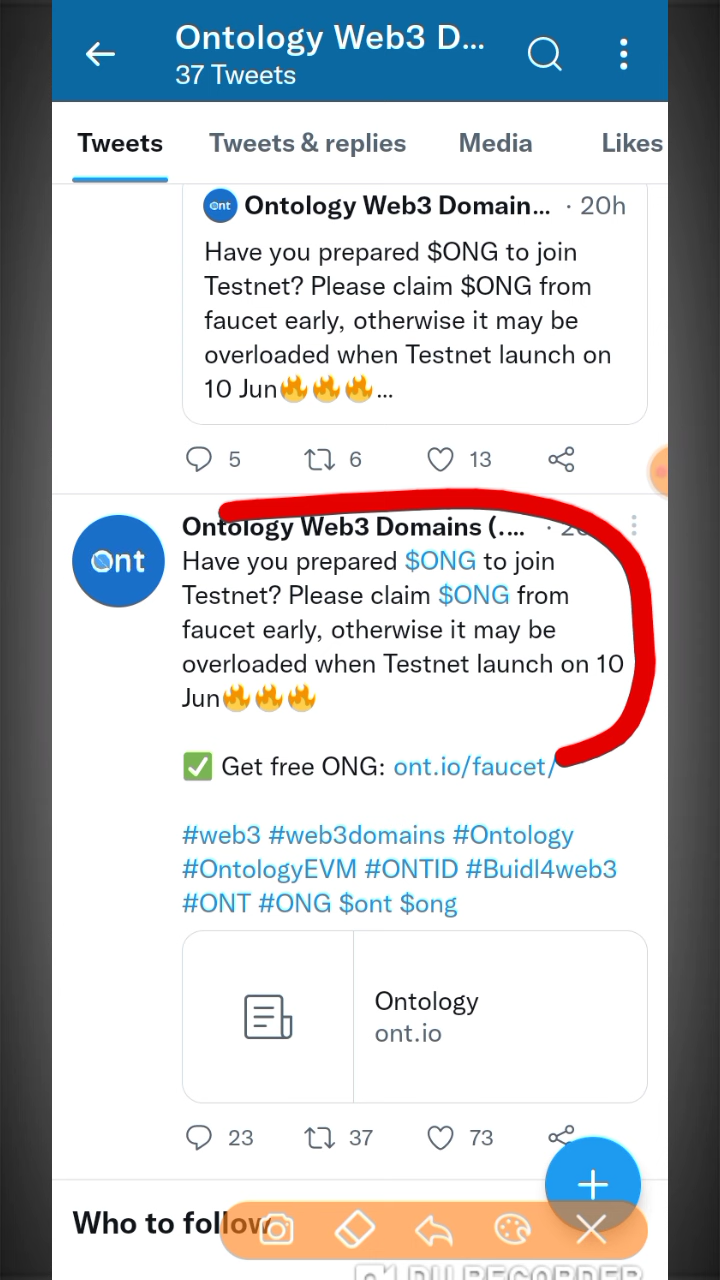 Ontology Web3 D...
37 Tweets
Tweets Tweets & replies Media Likes
Ont Ontology Web3 Domain... · 20h
Have you prepared $ONG to join
Testnet? Please claim $ONG from
faucet early, otherwise it may be
overloaded when Testnet launch on
10 Jun🔥🔥🔥...
5 6 13
Ontology Web3 Domains (.... ·
Ont
Have you prepared $ONG to join
Testnet? Please claim $ONG from
faucet early, otherwise it may be
overloaded when Testnet launch on 10
Jun🔥🔥🔥
✅ Get free ONG: ont.io/faucet/
#web3 #web3domains #Ontology
#OntologyEVM #ONTID #Buidl4web3
#ONT #ONG $ont $ong
Ontology
ont.io
23 37 73
Who to follow
DU RECORDER